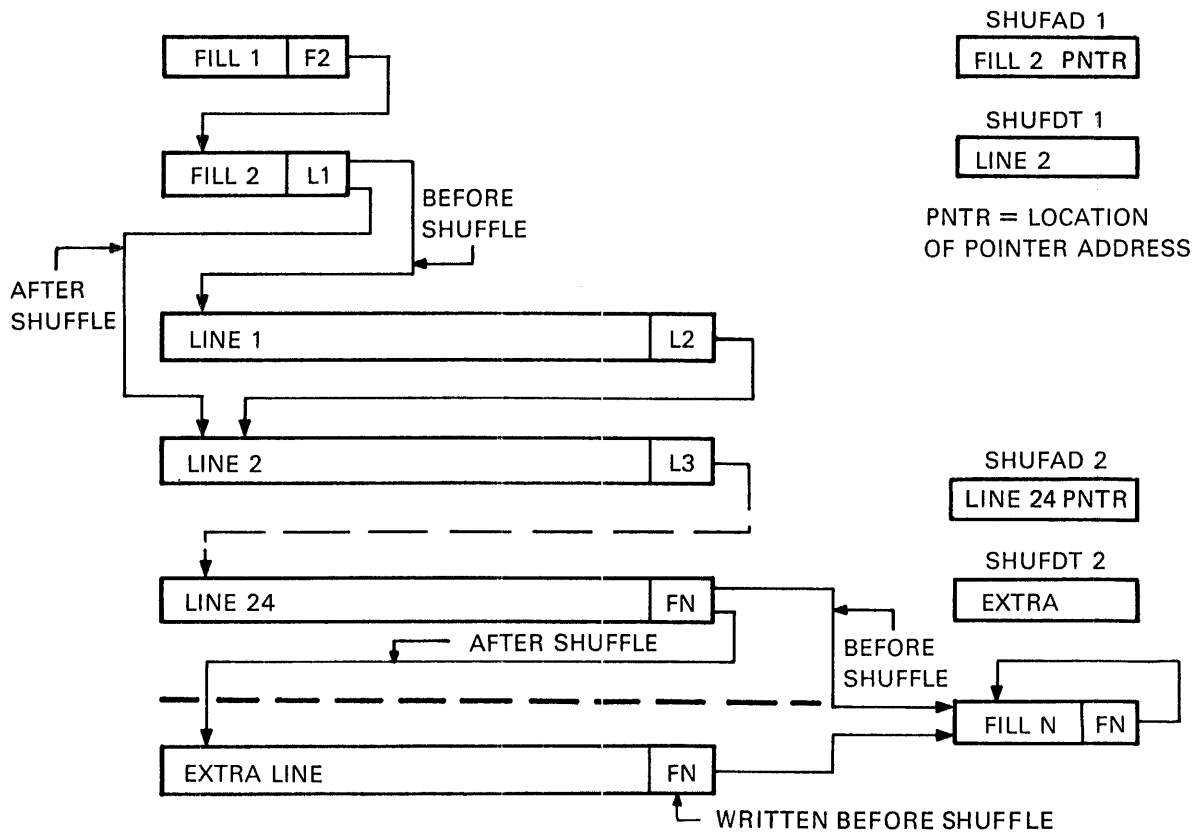 SHUFAD 1
FILL 1 F2
FILL 2 PNTR
SHUFDT 1
FILL 2 L1
LINE 2
BEFORE
SHUFFLE
PNTR = LOCATION
OF POINTER ADDRESS
AFTER
SHUFFLE
LINE 1 L2
LINE 2 L3
SHUFAD 2
LINE 24 PNTR
SHUFDT 2
LINE 24 FN
EXTRA
AFTER SHUFFLE
BEFORE
SHUFFLE
FILL N FN
EXTRA LINE FN
WRITTEN BEFORE SHUFFLE